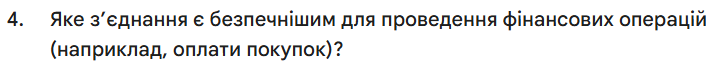 4. Яке з’єднання є безпечнішим для проведення фінансових операцій
(наприклад, оплати покупок)?